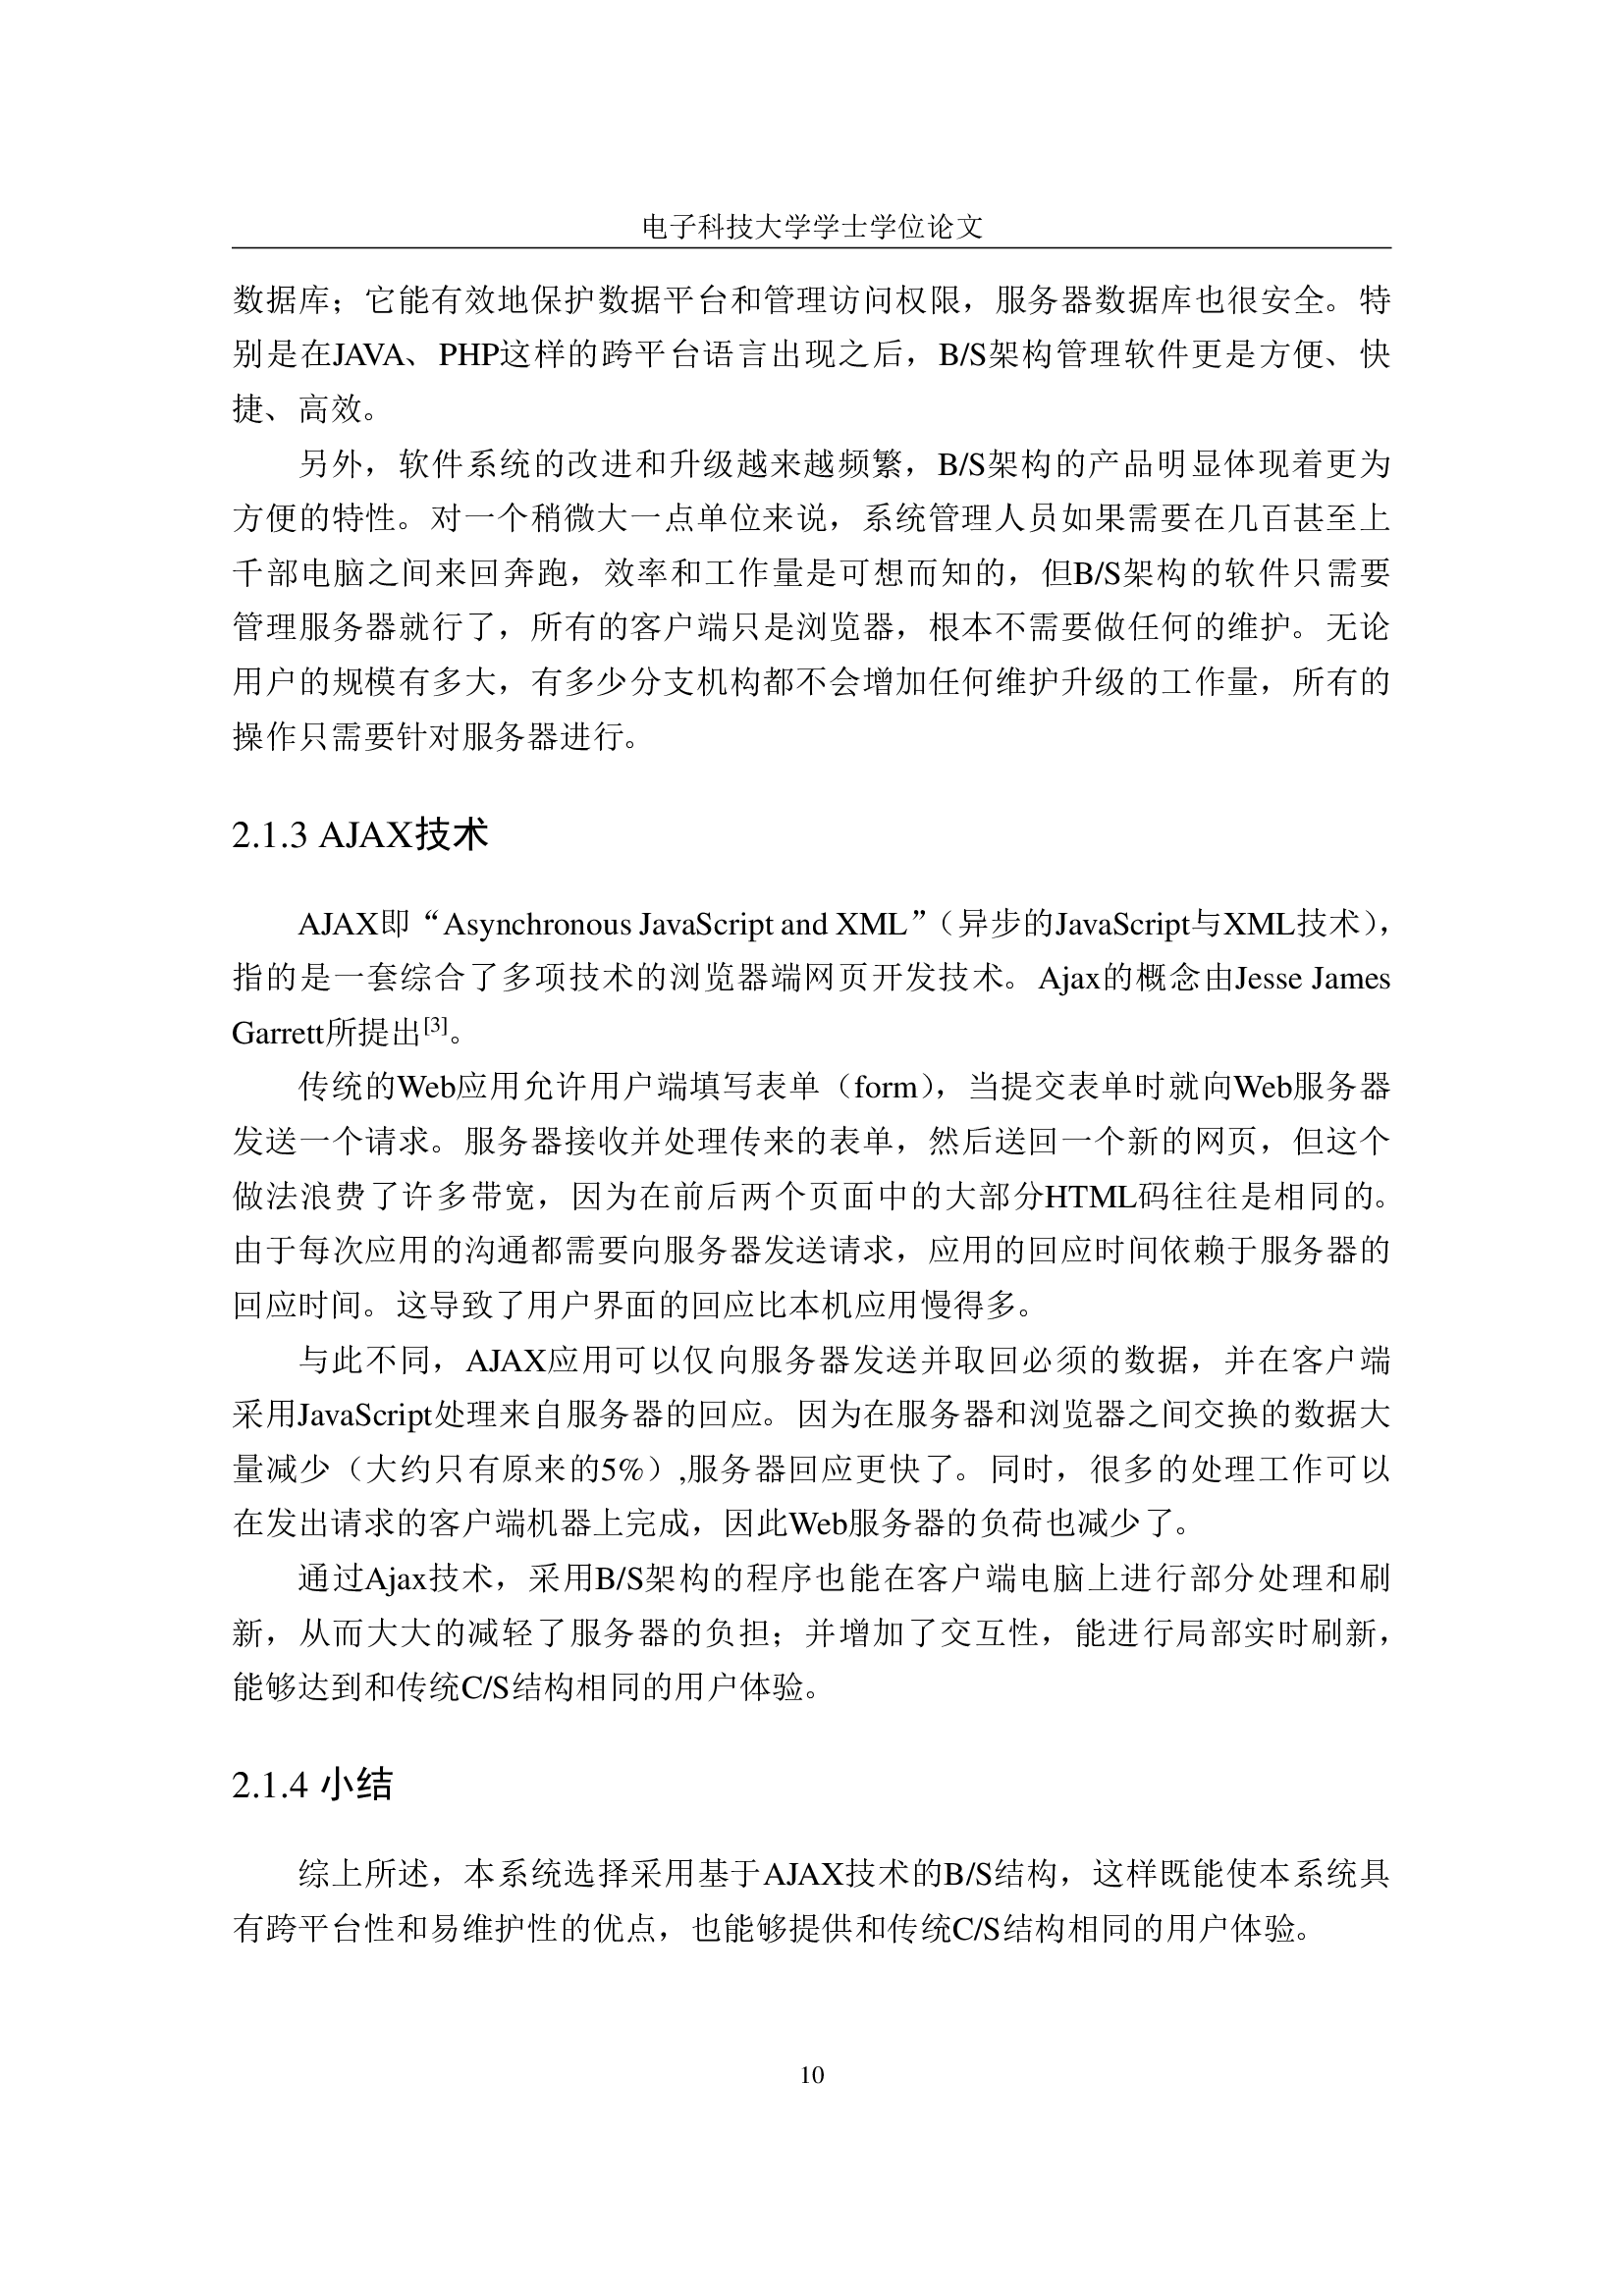 电子科技大学学士学位论文
数据库；它能有效地保护数据平台和管理访问权限，服务器数据库也很安全。特
别是在JAVA、PHP这样的跨平台语言出现之后，B/S架构管理软件更是方便、快
捷、高效。
另外，软件系统的改进和升级越来越频繁，B/S架构的产品明显体现着更为
方便的特性。对一个稍微大一点单位来说，系统管理人员如果需要在几百甚至上
千部电脑之间来回奔跑，效率和工作量是可想而知的，但B/S架构的软件只需要
管理服务器就行了，所有的客户端只是浏览器，根本不需要做任何的维护。无论
用户的规模有多大，有多少分支机构都不会增加任何维护升级的工作量，所有的
操作只需要针对服务器进行。
2.1.3 AJAX技术
AJAX即“Asynchronous JavaScript and XML”（异步的JavaScript与XML技术），
指的是一套综合了多项技术的浏览器端网页开发技术。Ajax的概念由Jesse James
Garrett所提出[3]。
传统的Web应用允许用户端填写表单（form），当提交表单时就向Web服务器
发送一个请求。服务器接收并处理传来的表单，然后送回一个新的网页，但这个
做法浪费了许多带宽，因为在前后两个页面中的大部分HTML码往往是相同的。
由于每次应用的沟通都需要向服务器发送请求，应用的回应时间依赖于服务器的
回应时间。这导致了用户界面的回应比本机应用慢得多。
与此不同，AJAX应用可以仅向服务器发送并取回必须的数据，并在客户端
采用JavaScript处理来自服务器的回应。因为在服务器和浏览器之间交换的数据大
量减少（大约只有原来的5%）,服务器回应更快了。同时，很多的处理工作可以
在发出请求的客户端机器上完成，因此Web服务器的负荷也减少了。
通过Ajax技术，采用B/S架构的程序也能在客户端电脑上进行部分处理和刷
新，从而大大的减轻了服务器的负担；并增加了交互性，能进行局部实时刷新，
能够达到和传统C/S结构相同的用户体验。
2.1.4 小结
综上所述，本系统选择采用基于AJAX技术的B/S结构，这样既能使本系统具
有跨平台性和易维护性的优点，也能够提供和传统C/S结构相同的用户体验。
10